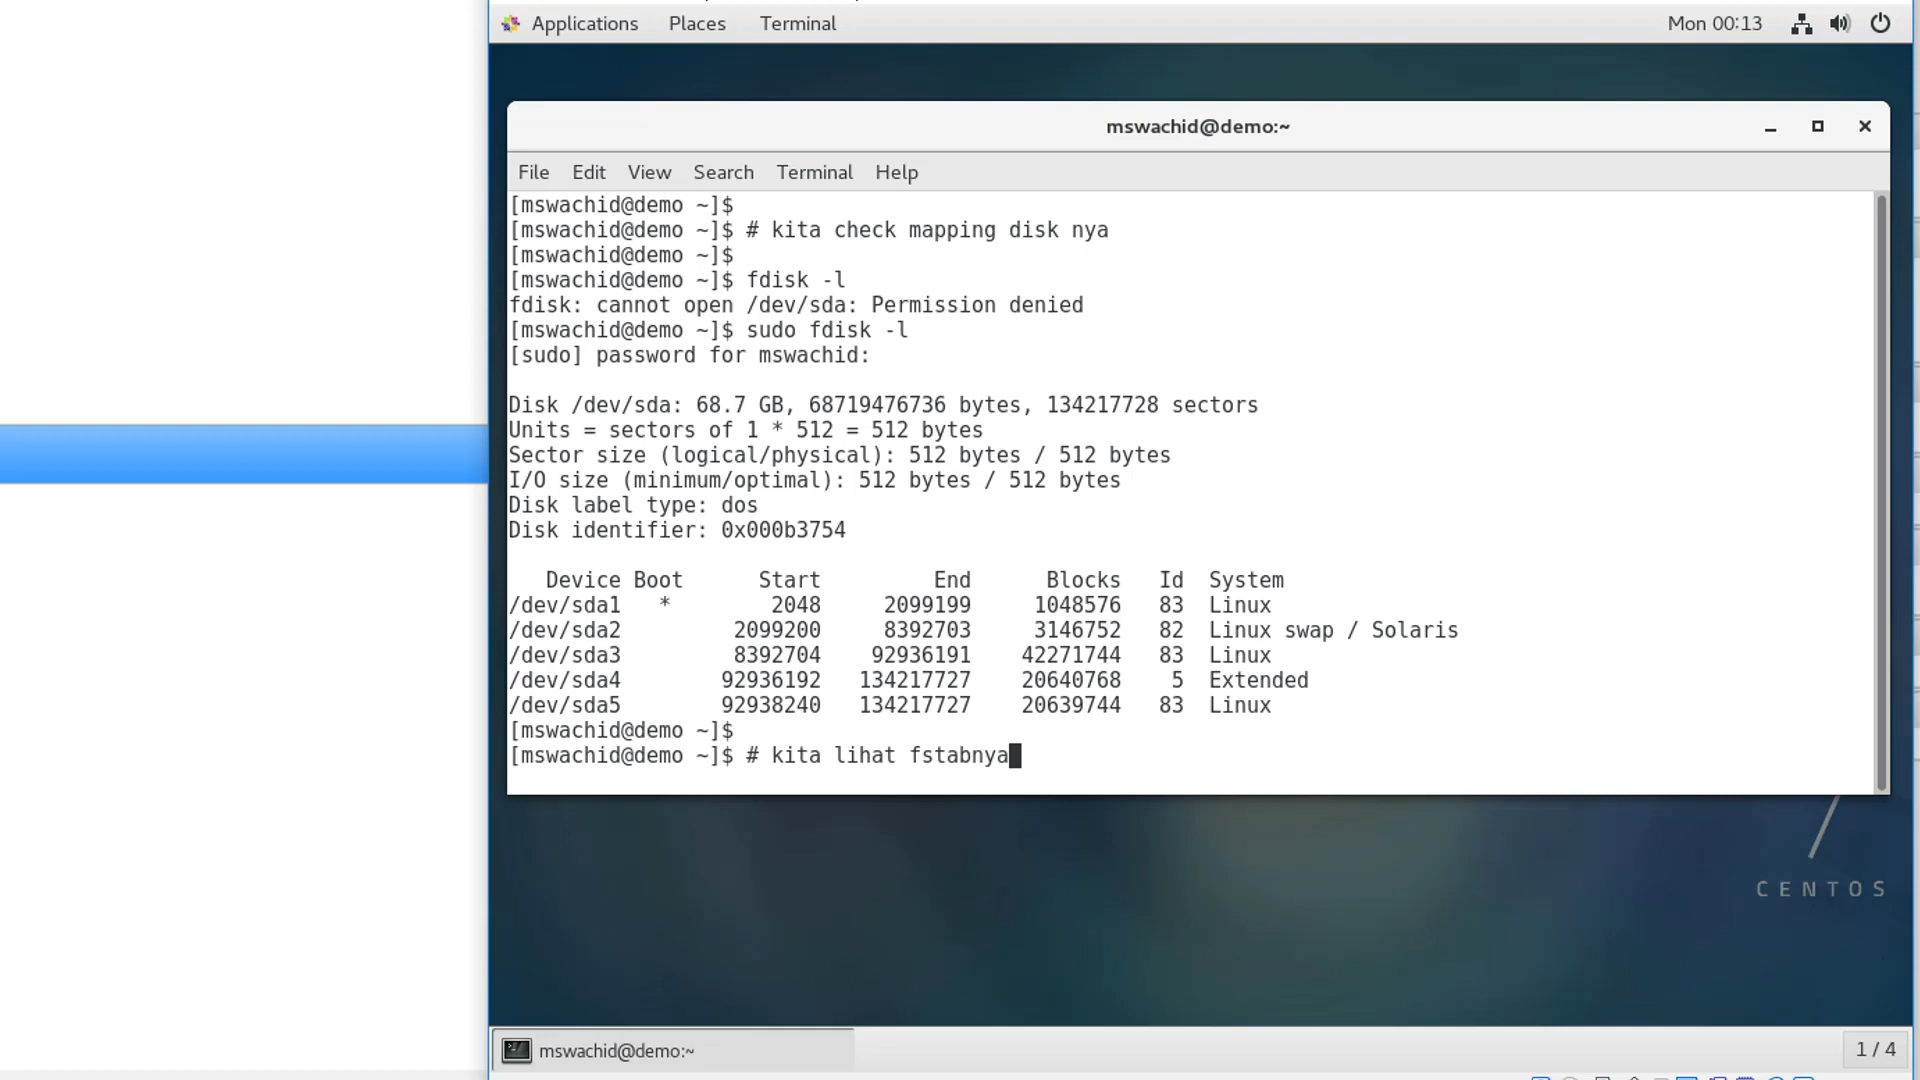 Applications Places Terminal Mon 00:13
mswachid@demo:~
File Edit View Search Terminal Help
[mswachid@demo ~]$
[mswachid@demo ~]$ # kita check mapping disk nya
[mswachid@demo ~]$
[mswachid@demo ~]$ fdisk -l
fdisk: cannot open /dev/sda: Permission denied
[mswachid@demo ~]$ sudo fdisk -l
[sudo] password for mswachid:
Disk /dev/sda: 68.7 GB, 68719476736 bytes, 134217728 sectors
Units = sectors of 1 * 512 = 512 bytes
Sector size (logical/physical): 512 bytes / 512 bytes
I/O size (minimum/optimal): 512 bytes / 512 bytes
Disk label type: dos
Disk identifier: 0x000b3754
Device Boot Start End Blocks Id System
/dev/sda1 * 2048 2099199 1048576 83 Linux
/dev/sda2 2099200 8392703 3146752 82 Linux swap / Solaris
/dev/sda3 8392704 92936191 42271744 83 Linux
/dev/sda4 92936192 134217727 20640768 5 Extended
/dev/sda5 92938240 134217727 20639744 83 Linux
[mswachid@demo ~]$
[mswachid@demo ~]$ # kita lihat fstabnya
7
CENTOS
mswachid@demo:~
1 / 4